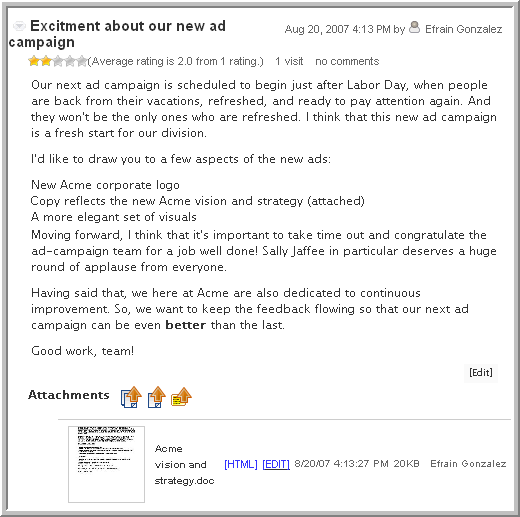 Excitment about our new ad
campaign
Aug 20, 2007 4:13 PM by Efrain Gonzalez
(Average rating is 2.0 from 1 rating.) 1 visit no comments
Our next ad campaign is scheduled to begin just after Labor Day, when people
are back from their vacations, refreshed, and ready to pay attention again. And
they won't be the only ones who are refreshed. I think that this new ad campaign
is a fresh start for our division.
I'd like to draw you to a few aspects of the new ads:
New Acme corporate logo
Copy reflects the new Acme vision and strategy (attached)
A more elegant set of visuals
Moving forward, I think that it's important to take time out and congratulate the
ad-campaign team for a job well done! Sally Jaffee in particular deserves a huge
round of applause from everyone.
Having said that, we here at Acme are also dedicated to continuous
improvement. So, we want to keep the feedback flowing so that our next ad
campaign can be even better than the last.
Good work, team!
[Edit]
Attachments
Acme
vision and
strategy.doc
[HTML] [EDIT] 8/20/07 4:13:27 PM 20KB Efrain Gonzalez